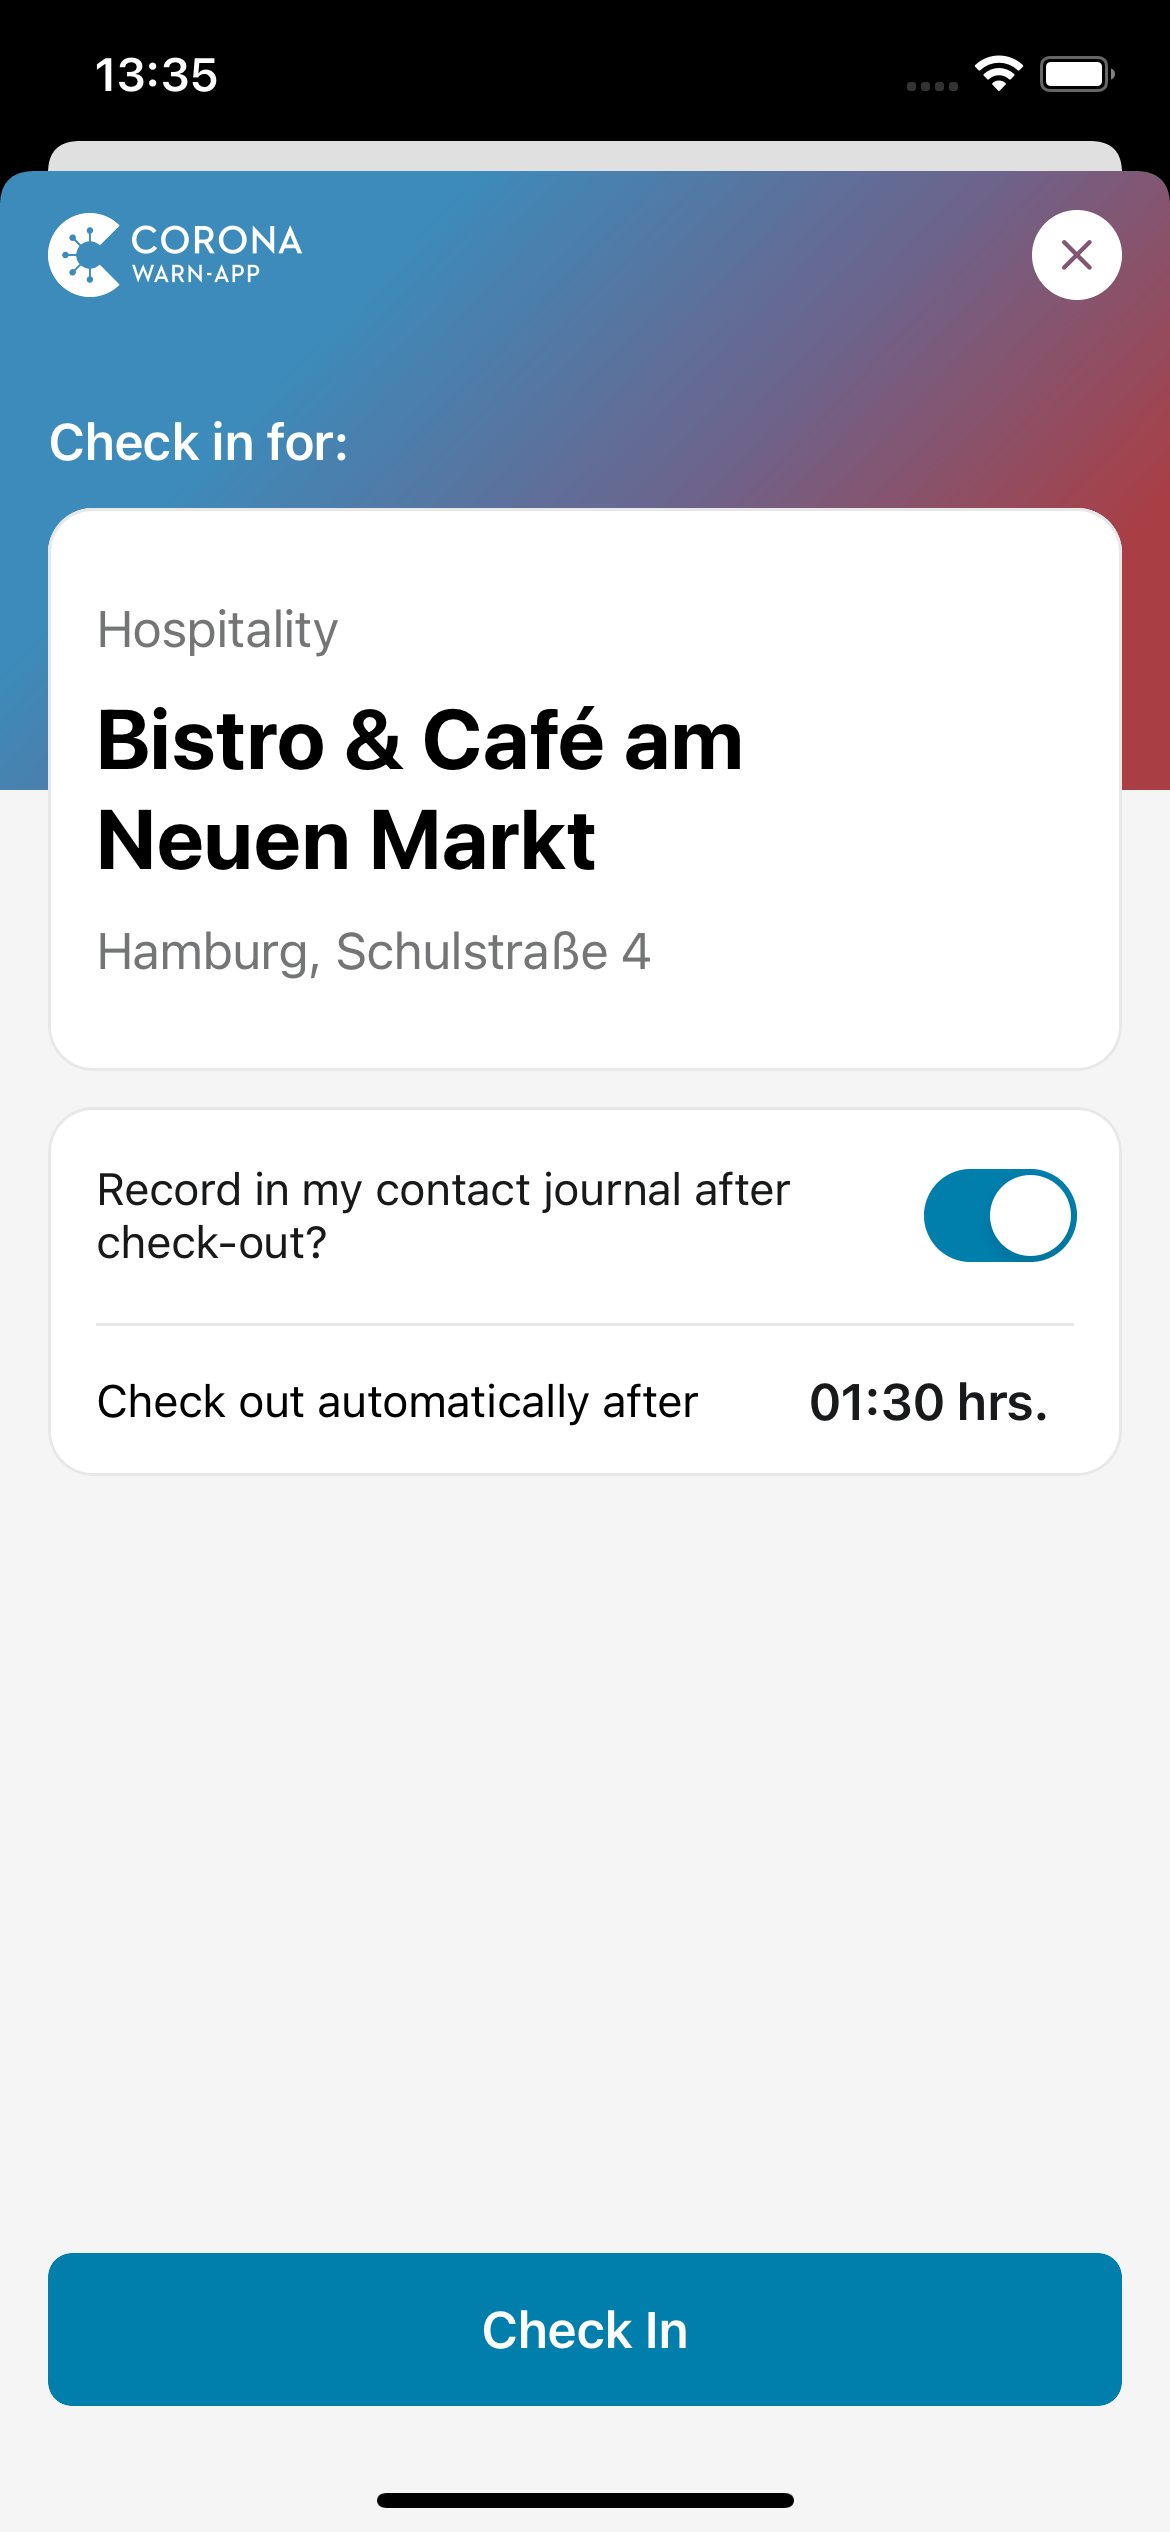 13:35
CORONA
WARN-APP
Check in for:
Hospitality
Bistro & Café am
Neuen Markt
Hamburg, Schulstraße 4
Record in my contact journal after
check-out?
Check out automatically after 01:30 hrs.
Check In